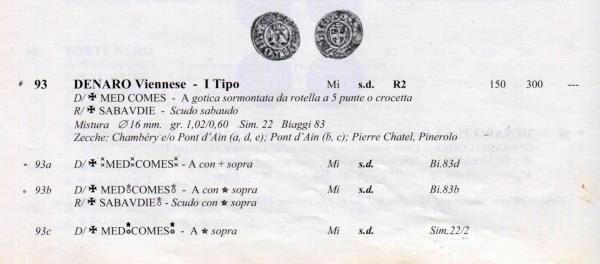 93 DENARO Viennese - I Tipo Mi s.d. R2 150 300 ---
D/ ✠ MED COMES - A gotica sormontata da rotella a 5 punte o crocetta
R/ ✠ SABAVDIE - Scudo sabaudo
Mistura Ø 16 mm. gr. 1,02/0,60 Sim. 22 Biaggi 83
Zecche: Chambéry e/o Pont d'Ain (a, d, e); Pont d'Ain (b, c); Pierre Chatel, Pinerolo
93a D/ ✠ ˟MED˟COMES˟ - A con + sopra Mi s.d. Bi.83d
93b D/ ✠ MED COMES - A con ★ sopra Mi s.d. Bi.83b
R/ ✠ SABAVDIE - Scudo con ★ sopra
93c D/ ✠ MED COMES - A ★ sopra Mi s.d. Sim.22/2